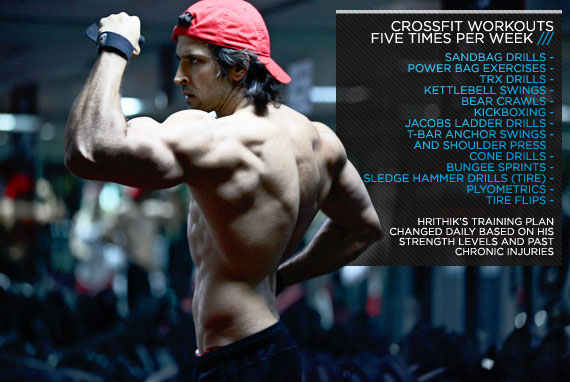 CROSSFIT WORKOUTS
FIVE TIMES PER WEEK ///
SANDBAG DRILLS -
POWER BAG EXERCISES -
TRX DRILLS -
KETTLEBELL SWINGS -
BEAR CRAWLS -
KICKBOXING -
JACOBS LADDER DRILLS -
T-BAR ANCHOR SWINGS -
AND SHOULDER PRESS
CONE DRILLS -
BUNGEE SPRINTS -
SLEDGE HAMMER DRILLS (TIRE) -
PLYOMETRICS -
TIRE FLIPS -
HRITHIK'S TRAINING PLAN
CHANGED DAILY BASED ON HIS
STRENGTH LEVELS AND PAST
CHRONIC INJURIES